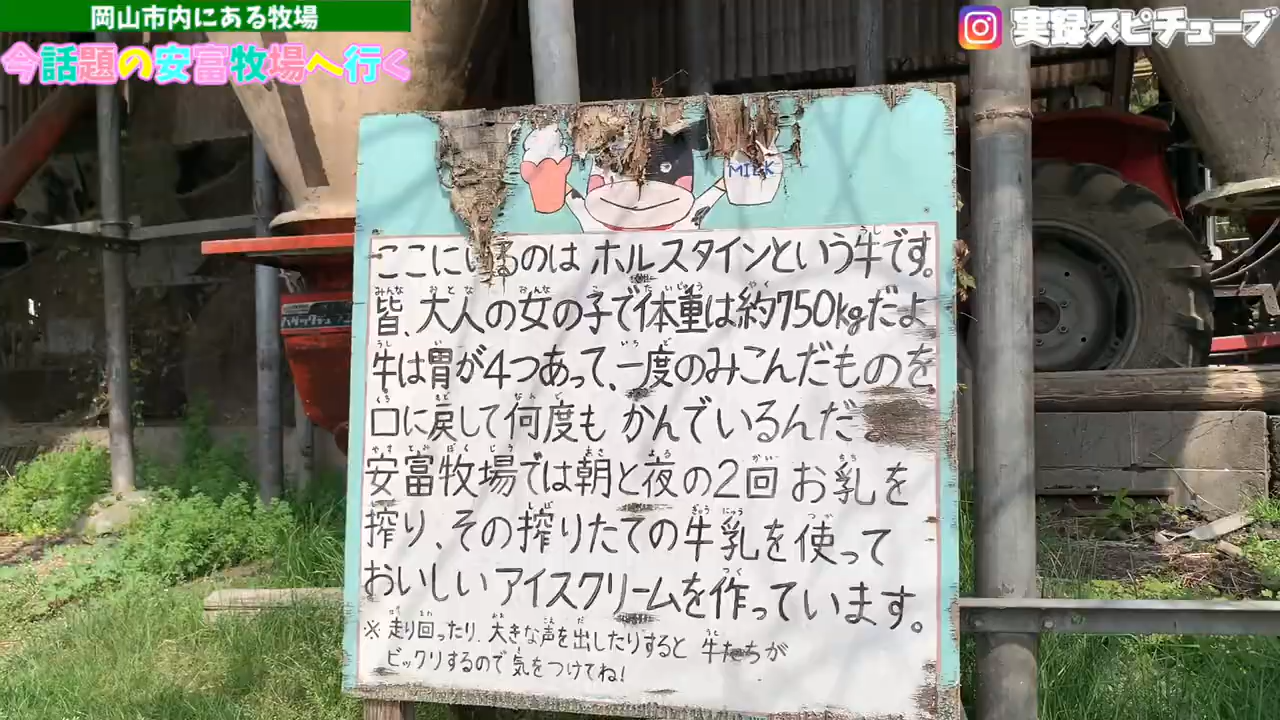 岡山市内にある牧場
今話題の安富牧場へ行く
実録スピチューブ
MILK
ここにいるのは ホルスタインという牛です。
皆、大人の女の子で体重は約750kgだよ
牛は胃が4つあって、一度のみこんだものを
口に戻して何度も かんでいるんだ。
安富牧場では朝と夜の2回 お乳を
搾り、その搾りたての牛乳を使って
おいしいアイスクリームを作っています。
※ 走り回ったり、大きな声を出したりすると 牛たちが
ビックリするので気をつけてね!